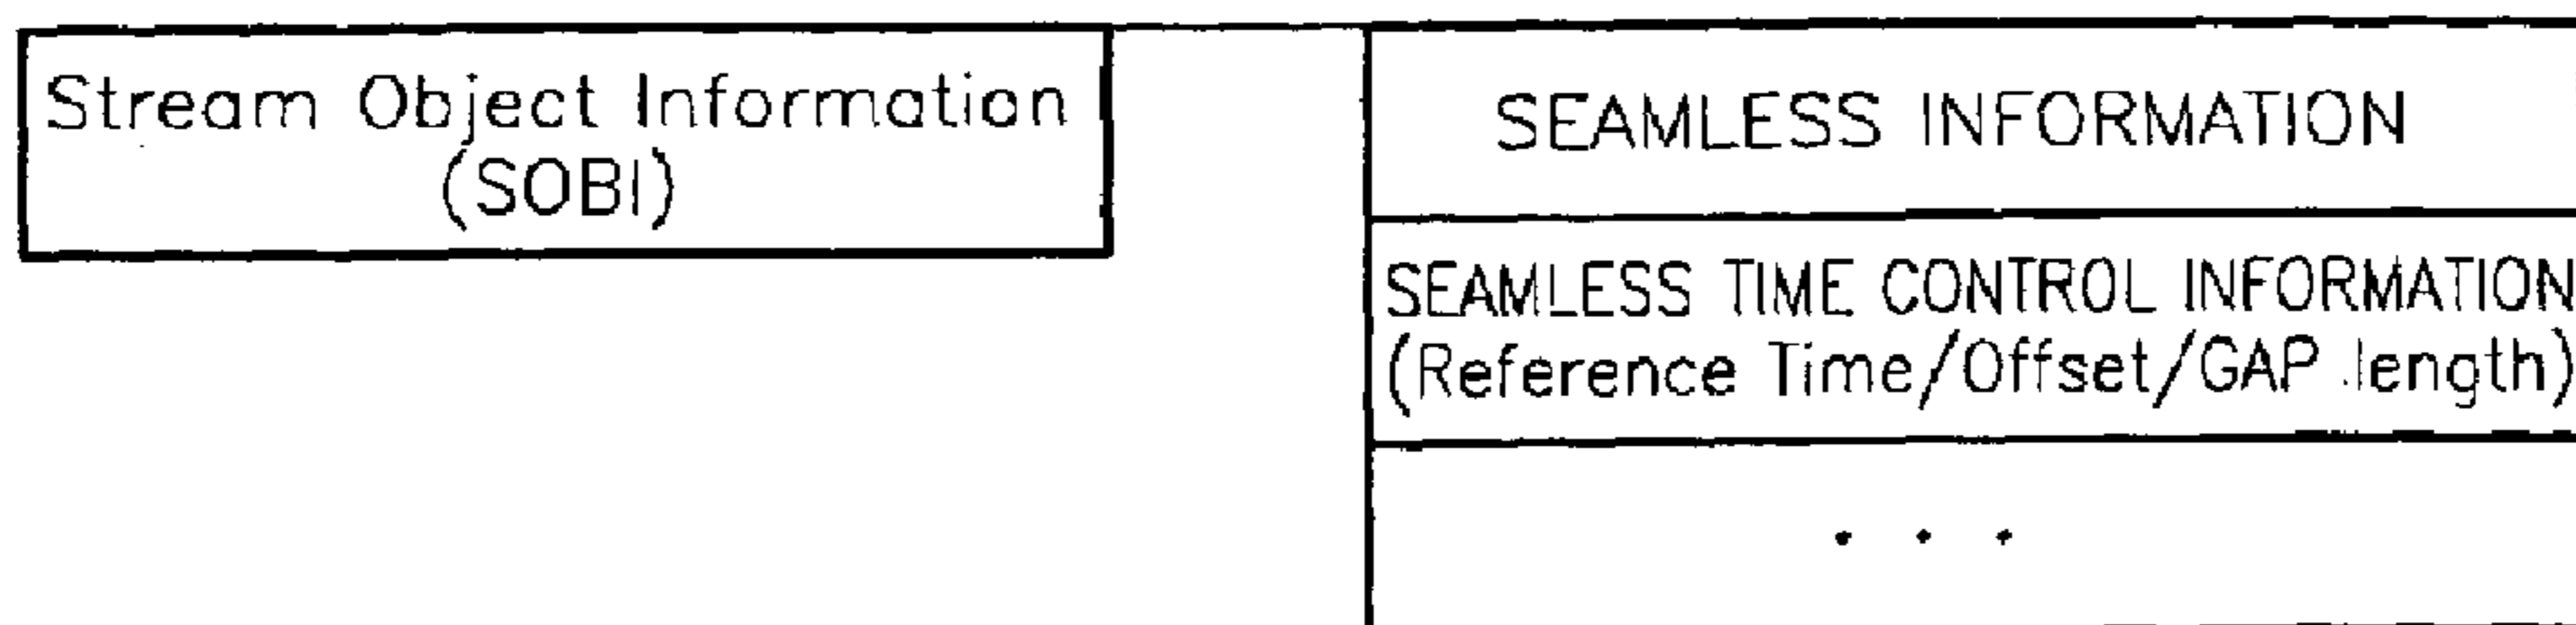 Stream Object Information
(SOBI)
SEAMLESS INFORMATION
SEAMLESS TIME CONTROL INFORMATION
(Reference Time/Offset/GAP length)
. . .